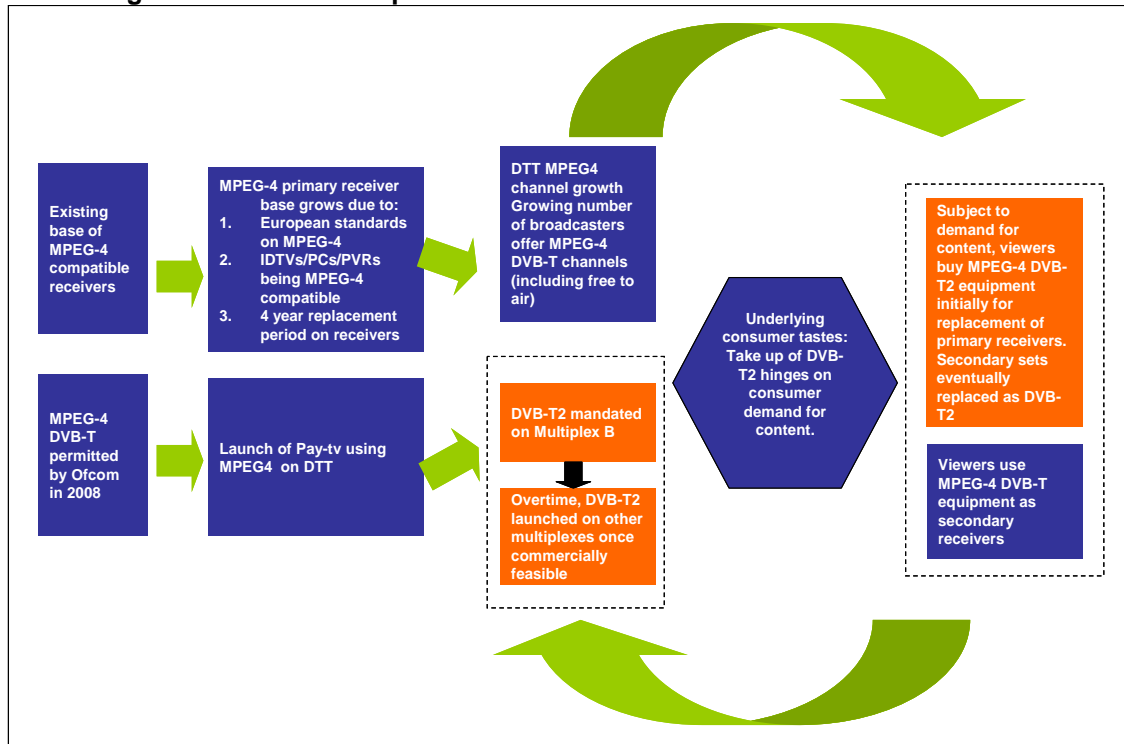 Existing
base of
MPEG-4
compatible
receivers
MPEG-4 primary receiver
base grows due to:
1. European standards
on MPEG-4
2. IDTVs/PCs/PVRs
being MPEG-4
compatible
3. 4 year replacement
period on receivers
DTT MPEG4
channel growth
Growing number
of broadcasters
offer MPEG-4
DVB-T channels
(including free to
air)
MPEG-4
DVB-T
permitted
by Ofcom
in 2008
Launch of Pay-tv using
MPEG4 on DTT
DVB-T2 mandated
on Multiplex B
Overtime, DVB-T2
launched on other
multiplexes once
commercially
feasible
Underlying
consumer tastes:
Take up of DVB-
T2 hinges on
consumer
demand for
content.
Subject to
demand for
content, viewers
buy MPEG-4 DVB-
T2 equipment
initially for
replacement of
primary receivers.
Secondary sets
eventually
replaced as DVB-
T2
Viewers use
MPEG-4 DVB-T
equipment as
secondary
receivers